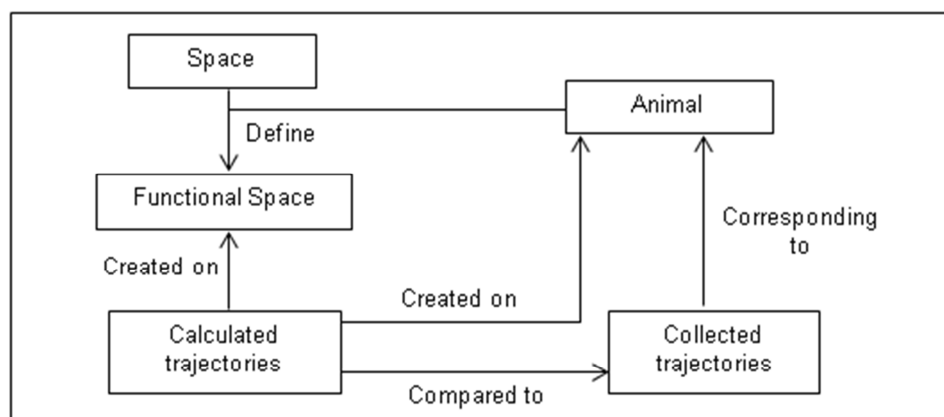 Space
Animal
Define
Functional Space
Corresponding
to
Created on
Created on
Calculated
trajectories
Collected
trajectories
Compared to